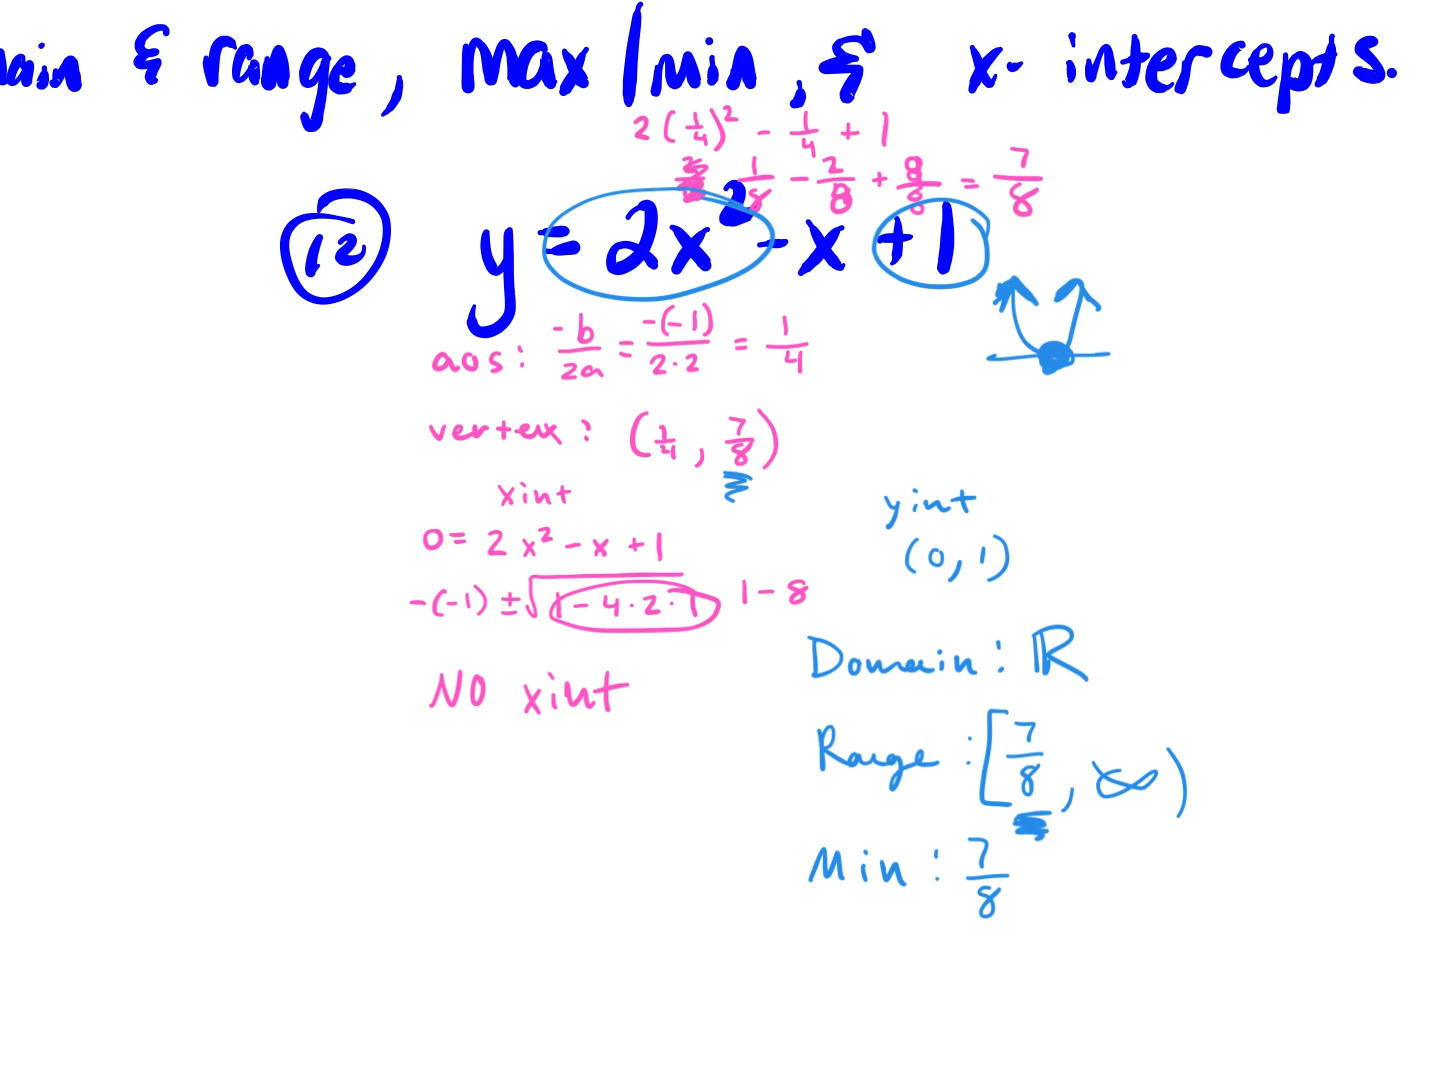 ain & range, max/min, & x-intercepts.
2(1/4)² - 1/4 + 1
1/8 - 2/8 + 8/8 = 7/8
12 y = 2x² - x + 1
aos: -b/2a = -(-1)/2·2 = 1/4
vertex: (1/4, 7/8)
xint
0 = 2x² - x + 1
-(-1) ± √1 - 4·2·1 1 - 8
NO xint
yint
(0, 1)
Domain: ℝ
Range: [7/8, ∞)
Min: 7/8